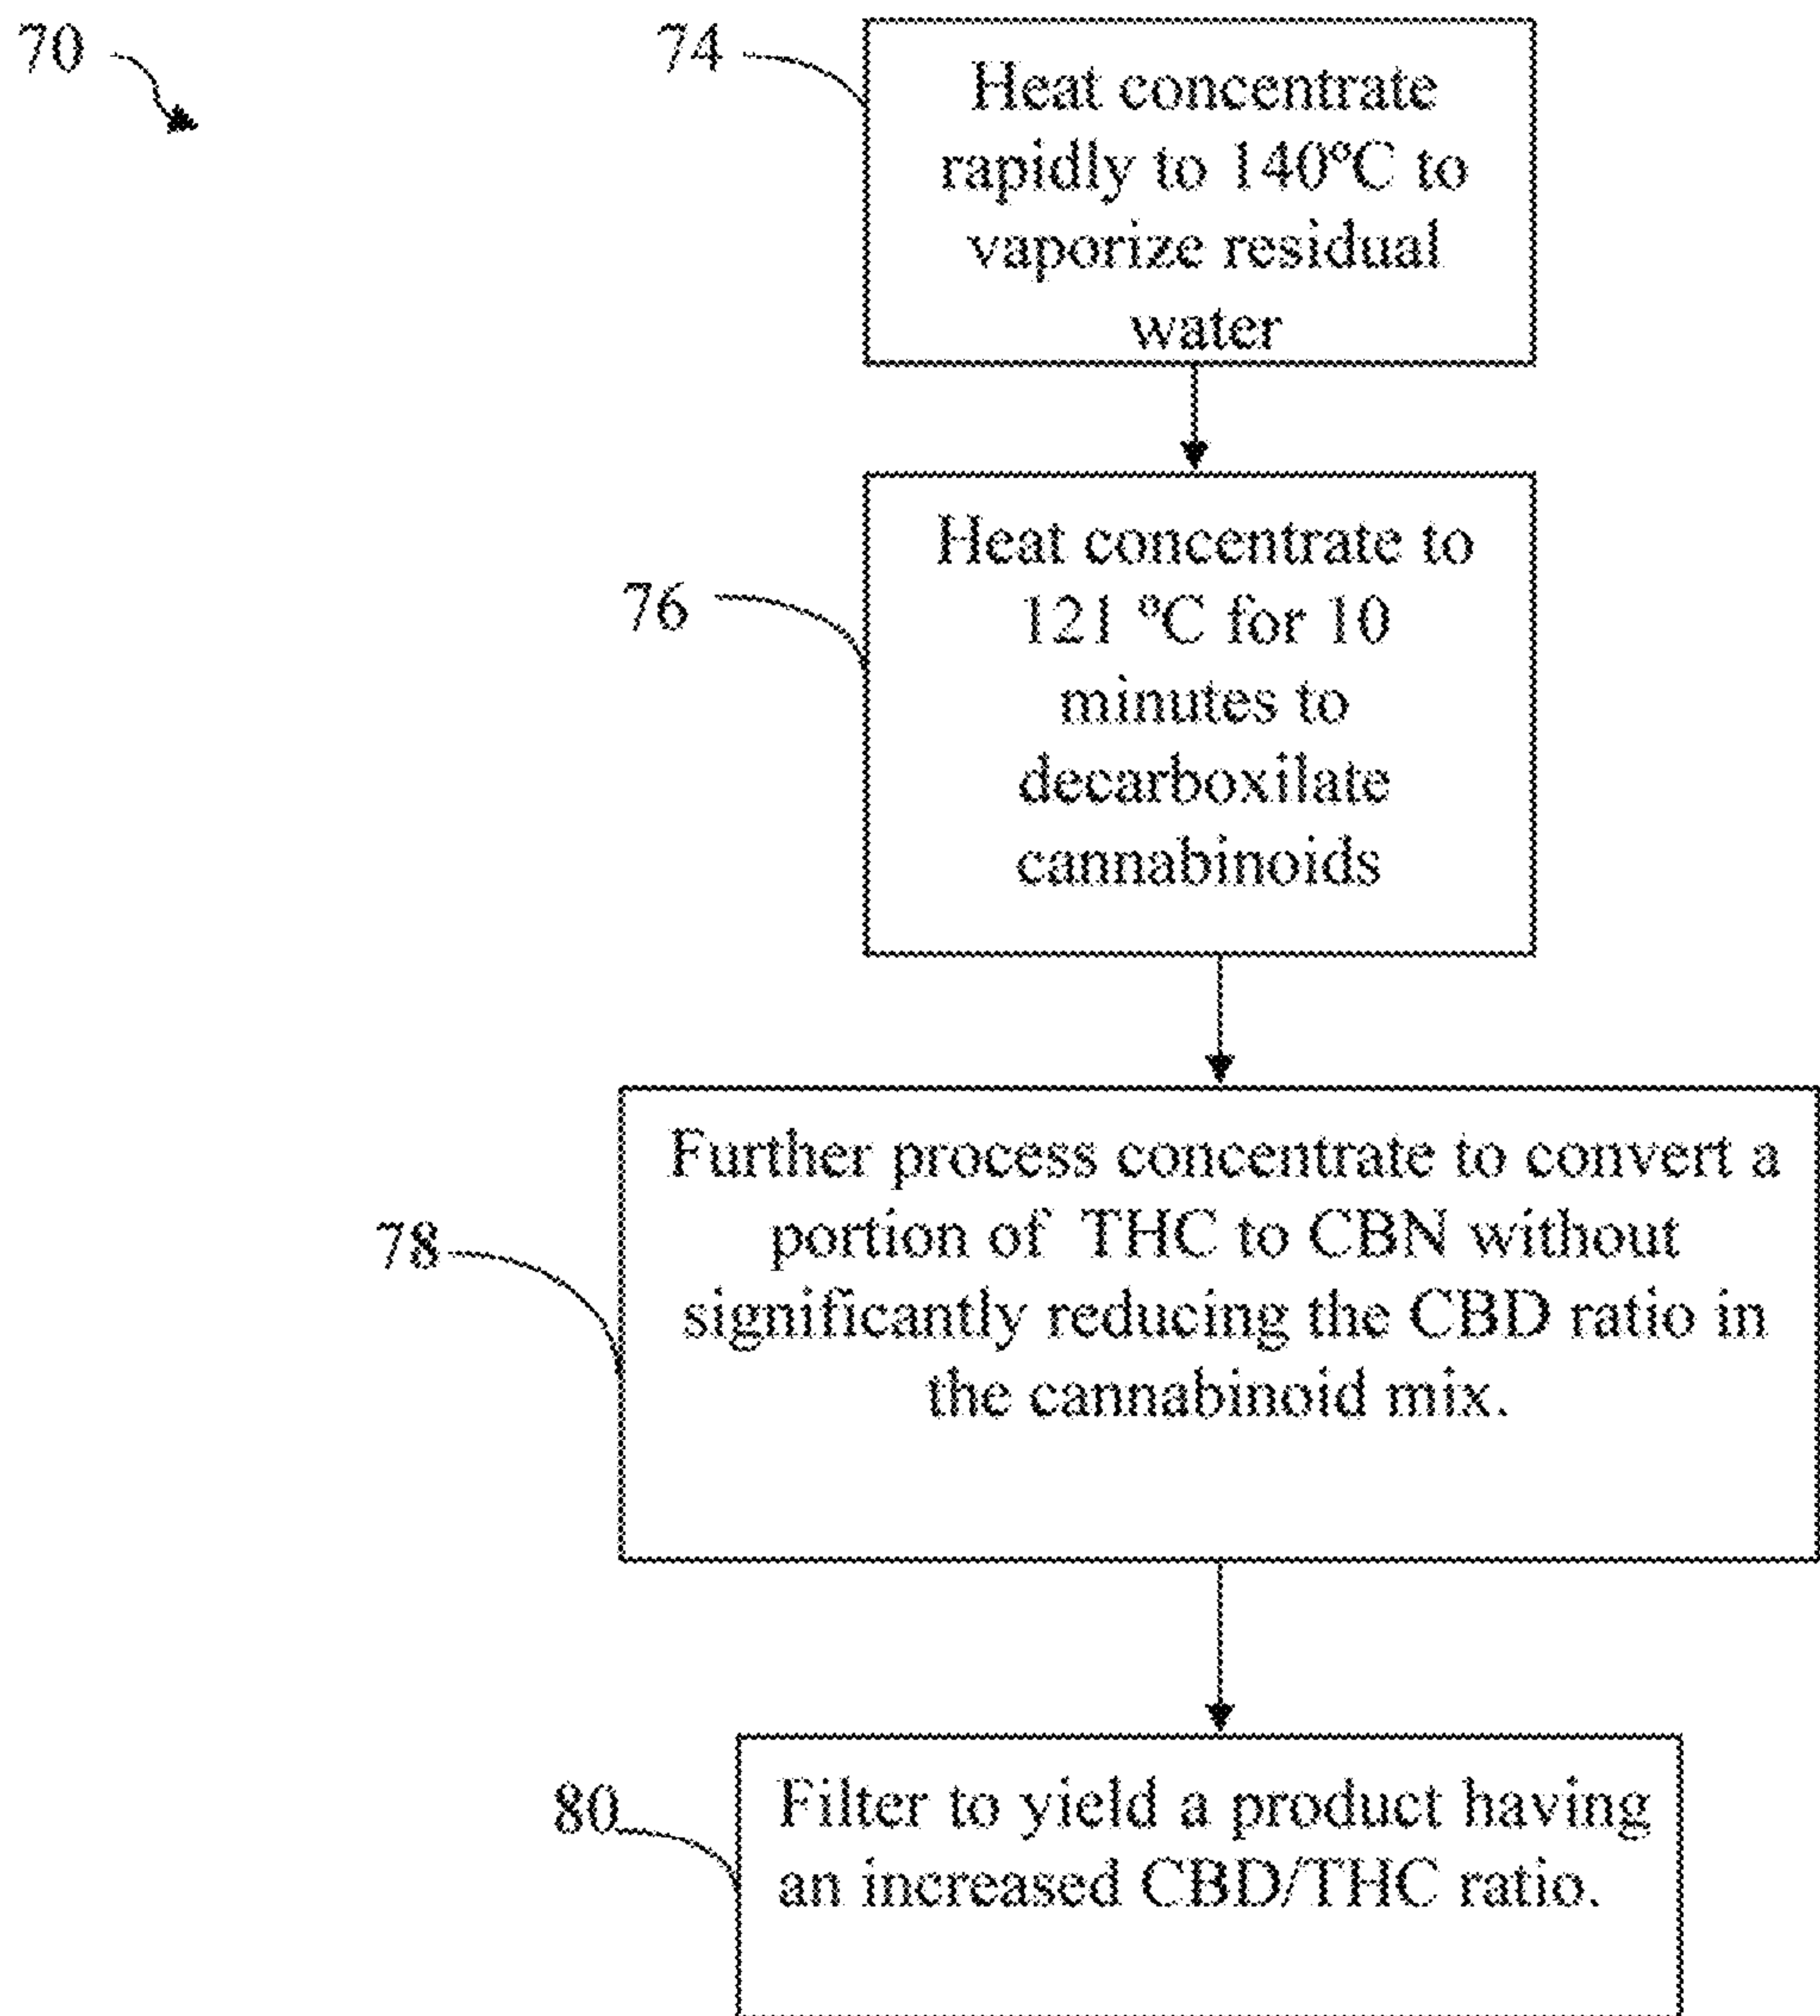 70
74
Heat concentrate
rapidly to 140ºC to
vaporize residual
water
76
Heat concentrate to
121 ºC for 10
minutes to
decarboxilate
cannabinoids
78
Further process concentrate to convert a
portion of THC to CBN without
significantly reducing the CBD ratio in
the cannabinoid mix.
80
Filter to yield a product having
an increased CBD/THC ratio.